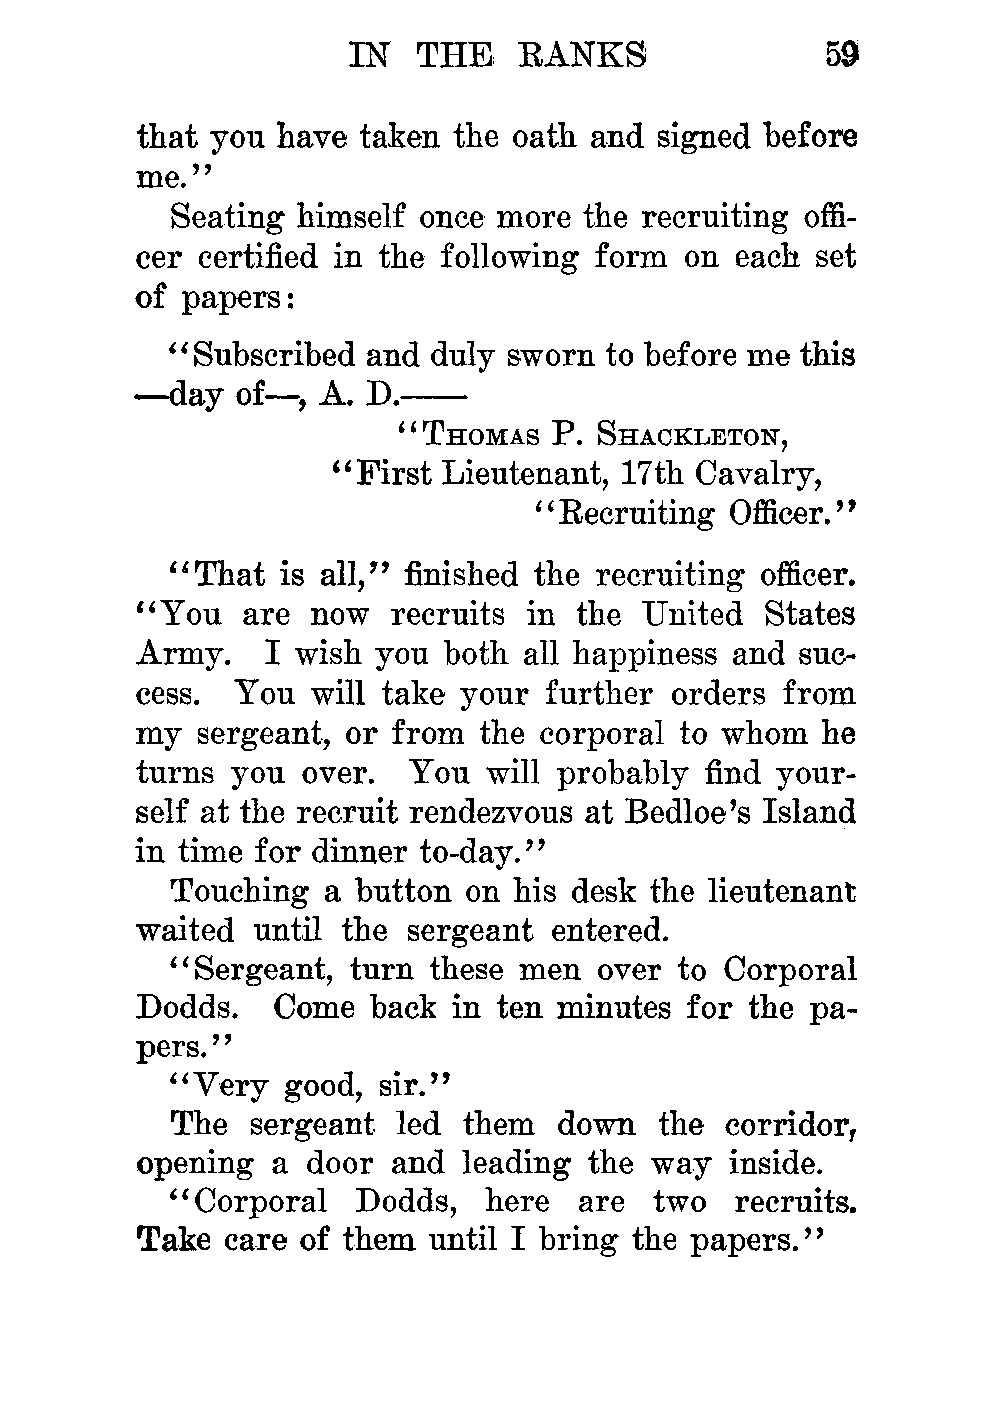 IN THE RANKS 59
that you have taken the oath and signed before
me."
Seating himself once more the recruiting offi-
cer certified in the following form on each set
of papers:
"Subscribed and duly sworn to before me this
—day of—, A. D.——
"THOMAS P. SHACKLETON,
"First Lieutenant, 17th Cavalry,
"Recruiting Officer."
"That is all," finished the recruiting officer.
"You are now recruits in the United States
Army. I wish you both all happiness and suc-
cess. You will take your further orders from
my sergeant, or from the corporal to whom he
turns you over. You will probably find your-
self at the recruit rendezvous at Bedloe's Island
in time for dinner to-day."
Touching a button on his desk the lieutenant
waited until the sergeant entered.
"Sergeant, turn these men over to Corporal
Dodds. Come back in ten minutes for the pa-
pers."
"Very good, sir."
The sergeant led them down the corridor,
opening a door and leading the way inside.
"Corporal Dodds, here are two recruits.
Take care of them until I bring the papers."